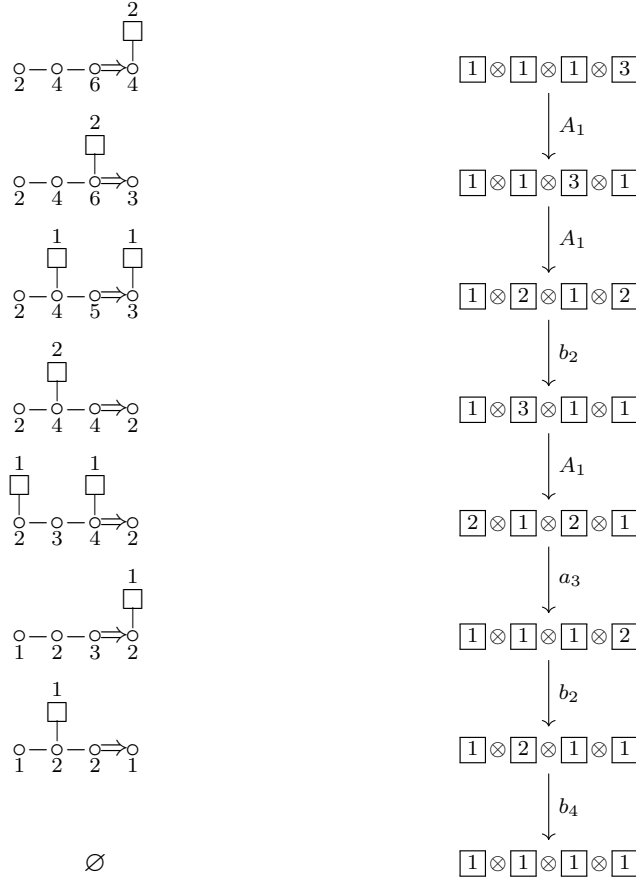 2
2 4 6 4 1 ⊗ 1 ⊗ 1 ⊗ 3
A₁
2
2 4 6 3 1 ⊗ 1 ⊗ 3 ⊗ 1
A₁
1 1
2 4 5 3 1 ⊗ 2 ⊗ 1 ⊗ 2
b₂
2
2 4 4 2 1 ⊗ 3 ⊗ 1 ⊗ 1
A₁
1 1
2 3 4 2 2 ⊗ 1 ⊗ 2 ⊗ 1
a₃
1
1 2 3 2 1 ⊗ 1 ⊗ 1 ⊗ 2
b₂
1
1 2 2 1 1 ⊗ 2 ⊗ 1 ⊗ 1
b₄
∅ 1 ⊗ 1 ⊗ 1 ⊗ 1